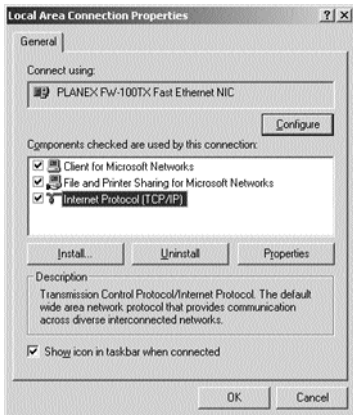 Local Area Connection Properties
General
Connect using:
PLANEX FW-100TX Fast Ethernet NIC
Configure
Components checked are used by this connection:
Client for Microsoft Networks
File and Printer Sharing for Microsoft Networks
Internet Protocol (TCP/IP)
Install... Uninstall Properties
Description
Transmission Control Protocol/Internet Protocol. The default
wide area network protocol that provides communication
across diverse interconnected networks.
Show icon in taskbar when connected
OK Cancel